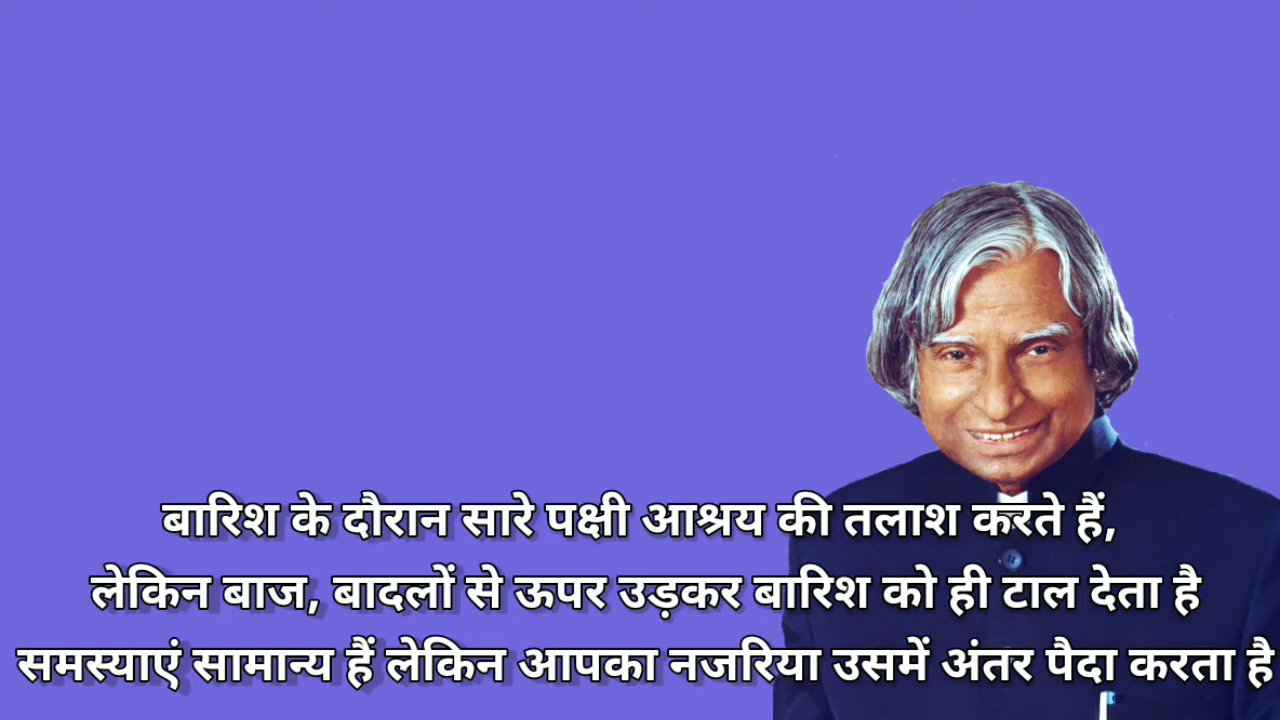 बारिश के दौरान सारे पक्षी आश्रय की तलाश करते हैं,
लेकिन बाज, बादलों से ऊपर उड़कर बारिश को ही टाल देता है
समस्याएं सामान्य हैं लेकिन आपका नजरिया उसमें अंतर पैदा करता है